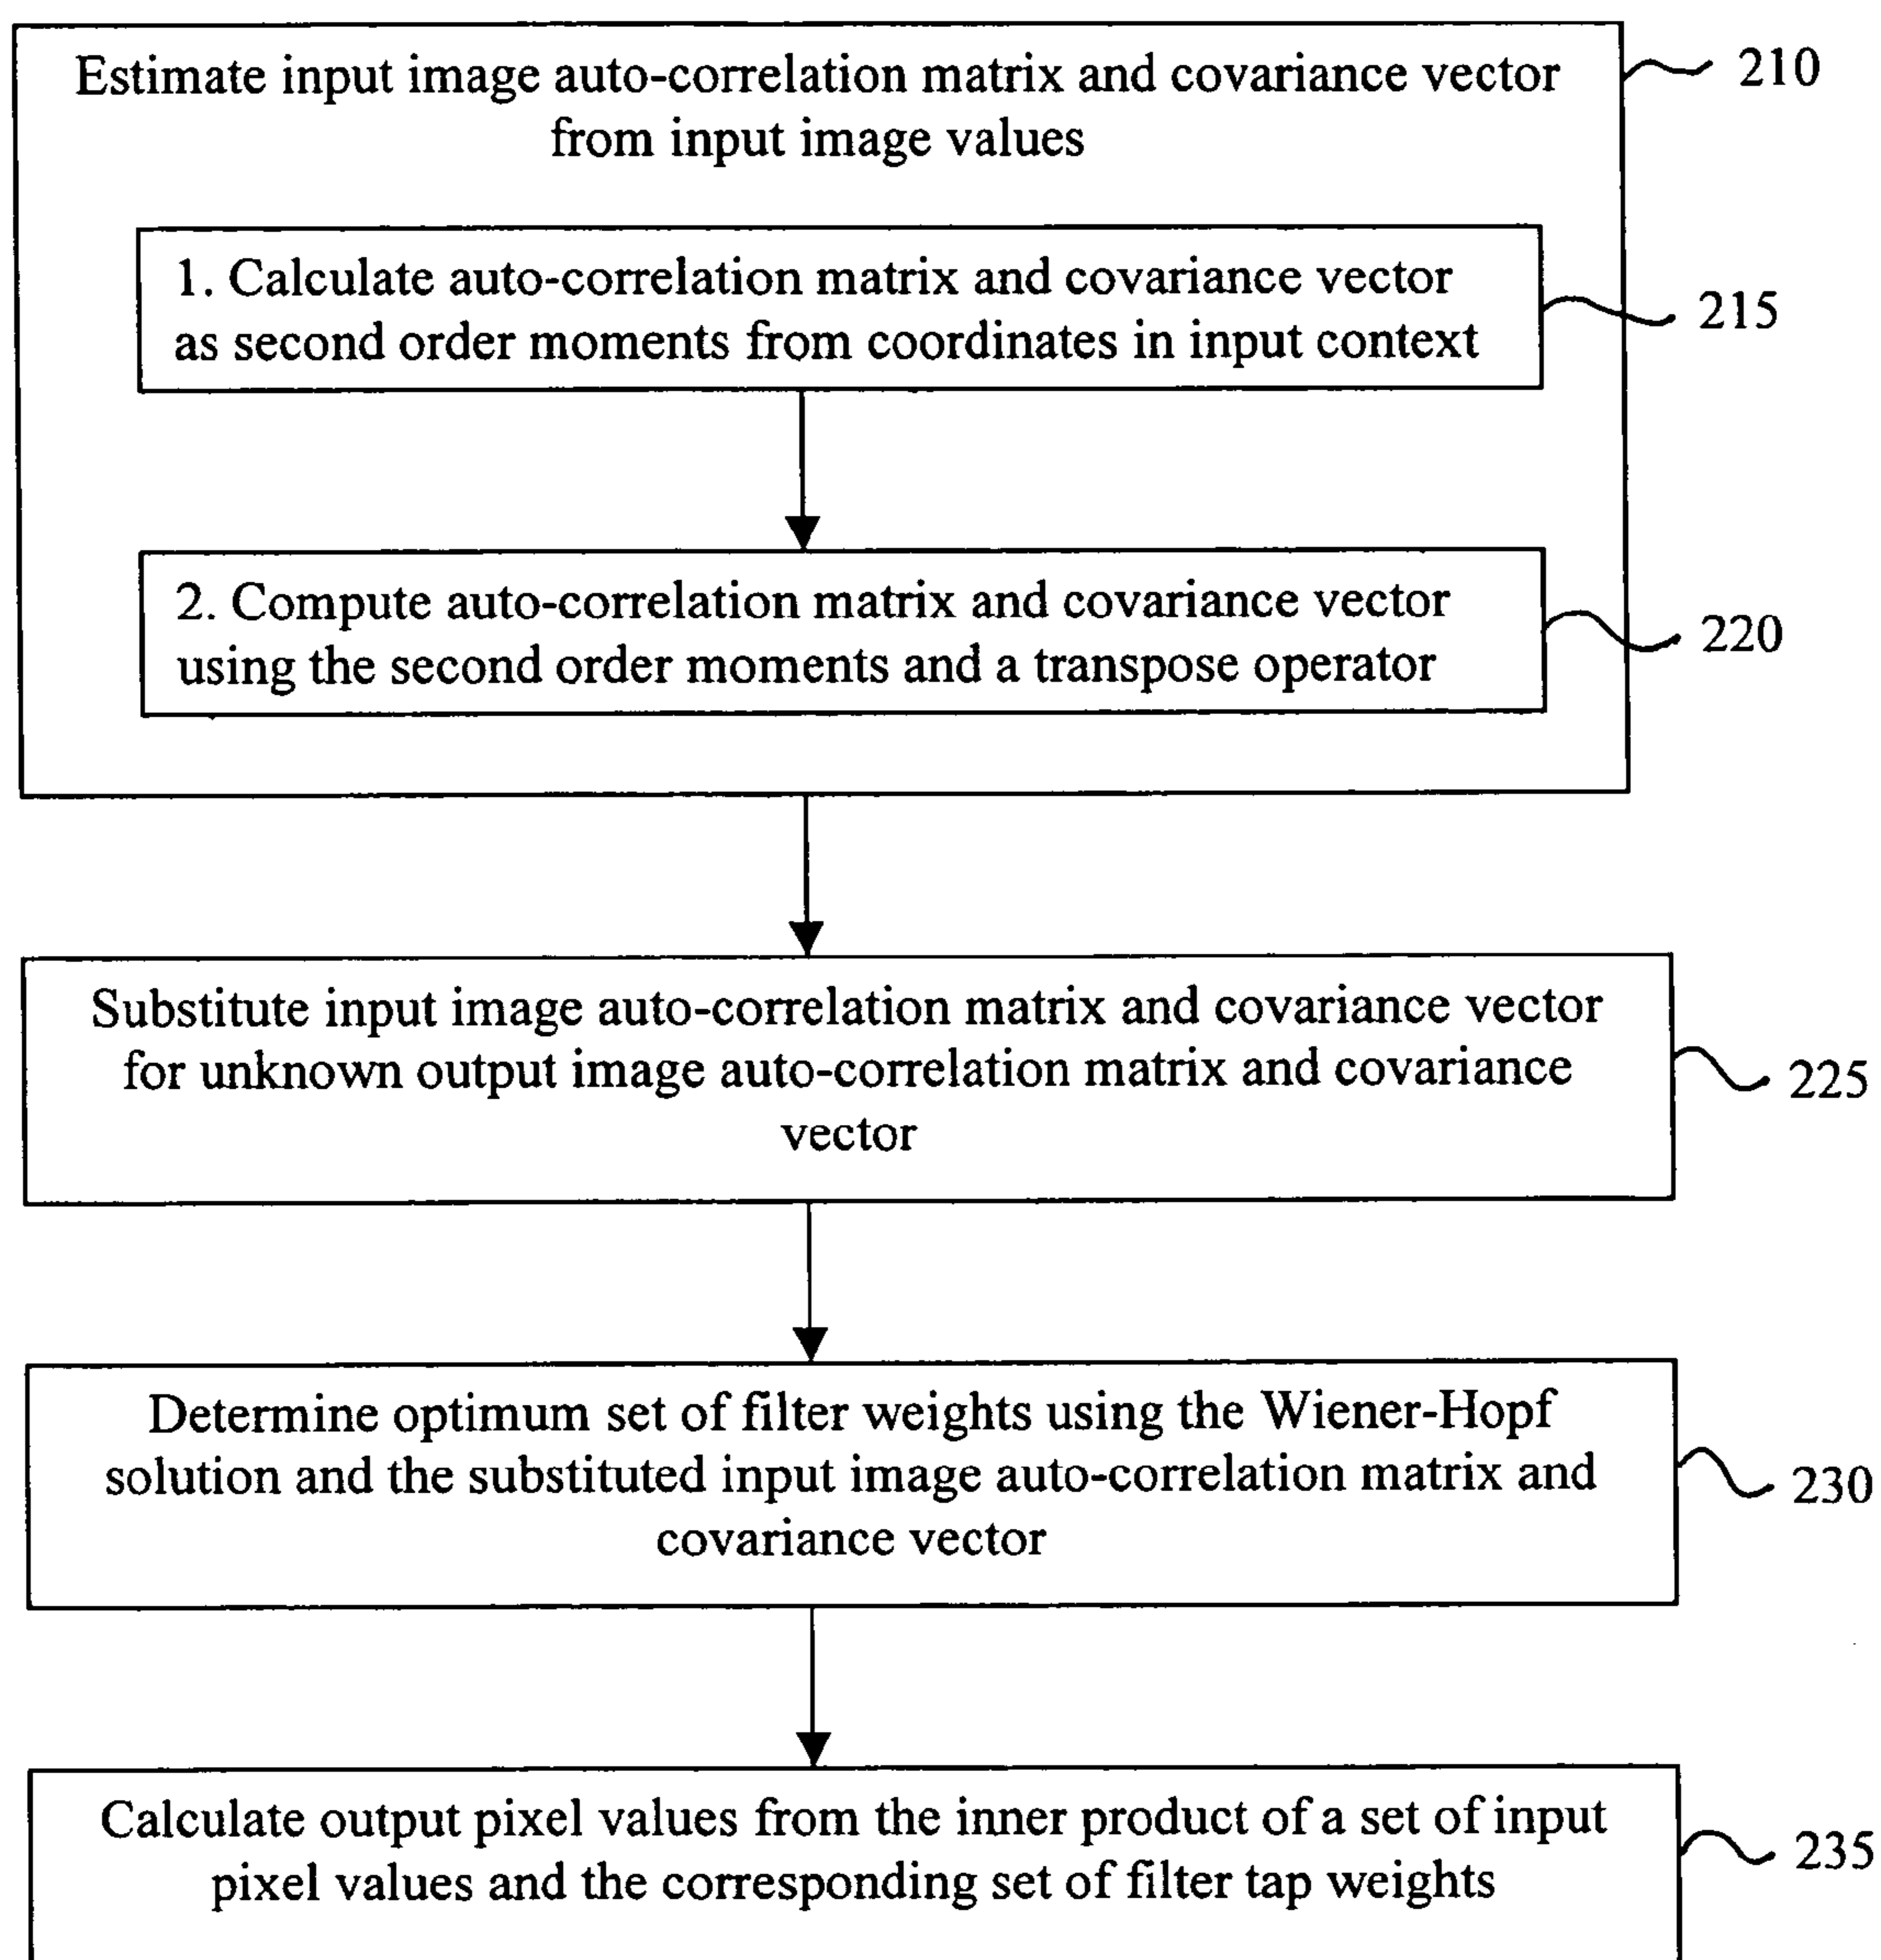 Estimate input image auto-correlation matrix and covariance vector
from input image values
210
1. Calculate auto-correlation matrix and covariance vector
as second order moments from coordinates in input context
215
2. Compute auto-correlation matrix and covariance vector
using the second order moments and a transpose operator
220
Substitute input image auto-correlation matrix and covariance vector
for unknown output image auto-correlation matrix and covariance
vector
225
Determine optimum set of filter weights using the Wiener-Hopf
solution and the substituted input image auto-correlation matrix and
covariance vector
230
Calculate output pixel values from the inner product of a set of input
pixel values and the corresponding set of filter tap weights
235